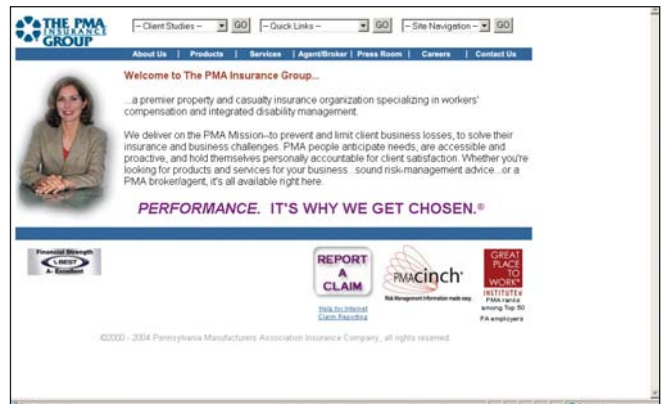 THE PMA
INSURANCE
GROUP
-- Client Studies -- GO -- Quick Links -- GO -- Site Navigation -- GO
About Us | Products | Services | Agent/Broker | Press Room | Careers | Contact Us
Welcome to The PMA Insurance Group...
...a premier property and casualty insurance organization specializing in workers'
compensation and integrated disability management.
We deliver on the PMA Mission--to prevent and limit client business losses, to solve their
insurance and business challenges. PMA people anticipate needs, are accessible and
proactive, and hold themselves personally accountable for client satisfaction. Whether you're
looking for products and services for your business...sound risk-management advice...or a
PMA broker/agent, it's all available right here.
PERFORMANCE. IT'S WHY WE GET CHOSEN.®
Financial Strength
BEST
A- Excellent
REPORT
A
CLAIM
Help for Internet
Claim Reporting
PMACINCH
Risk Management Information made easy.
GREAT
PLACE
TO
WORK®
INSTITUTE
PMA ranks
among Top 50
PA employers
©2000 - 2004 Pennsylvania Manufacturers Association Insurance Company, all rights reserved.